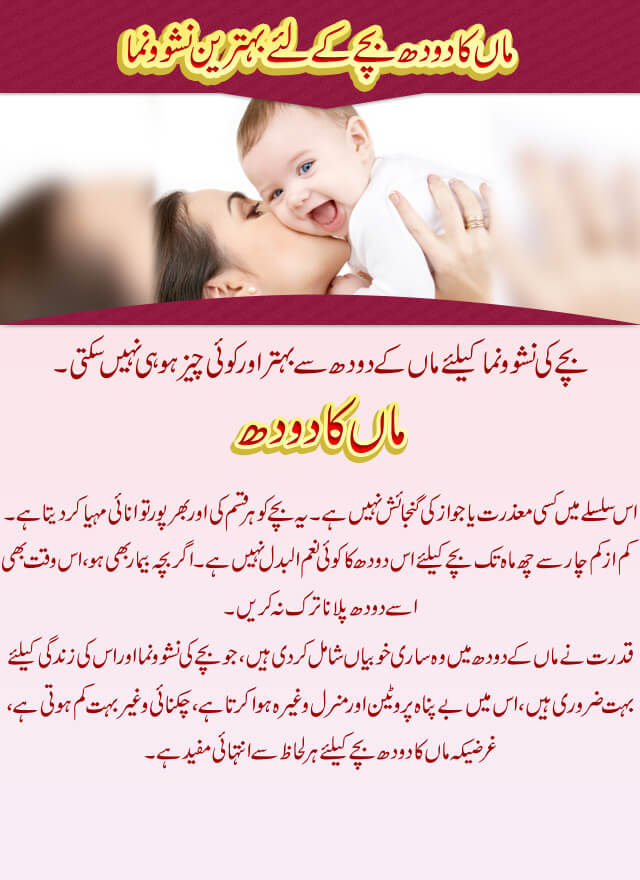 ماں کا دودھ بچے کے لئے بہترین نشوونما
بچے کی نشوونما کیلئے ماں کے دودھ سے بہتر اور کوئی چیز ہو ہی نہیں سکتی۔
ماں کا دودھ
اس سلسلے میں کسی معذرت یا جواز کی گنجائش نہیں ہے۔ یہ بچے کو ہر قسم کی اور بھرپور توانائی مہیا کر دیتا ہے۔
کم از کم چار سے چھ ماہ تک بچے کیلئے اس دودھ کا کوئی نعم البدل نہیں ہے۔ اگر بچہ بیمار بھی ہو، اس وقت بھی
اسے دودھ پلانا ترک نہ کریں۔
قدرت نے ماں کے دودھ میں وہ ساری خوبیاں شامل کر دی ہیں، جو بچے کی نشوونما اور اس کی زندگی کیلئے
بہت ضروری ہیں، اس میں بے پناہ پروٹین اور منرل وغیرہ ہوا کرتا ہے، چکنائی وغیر بہت کم ہوتی ہے،
غرضیکہ ماں کا دودھ بچے کیلئے ہر لحاظ سے انتہائی مفید ہے۔